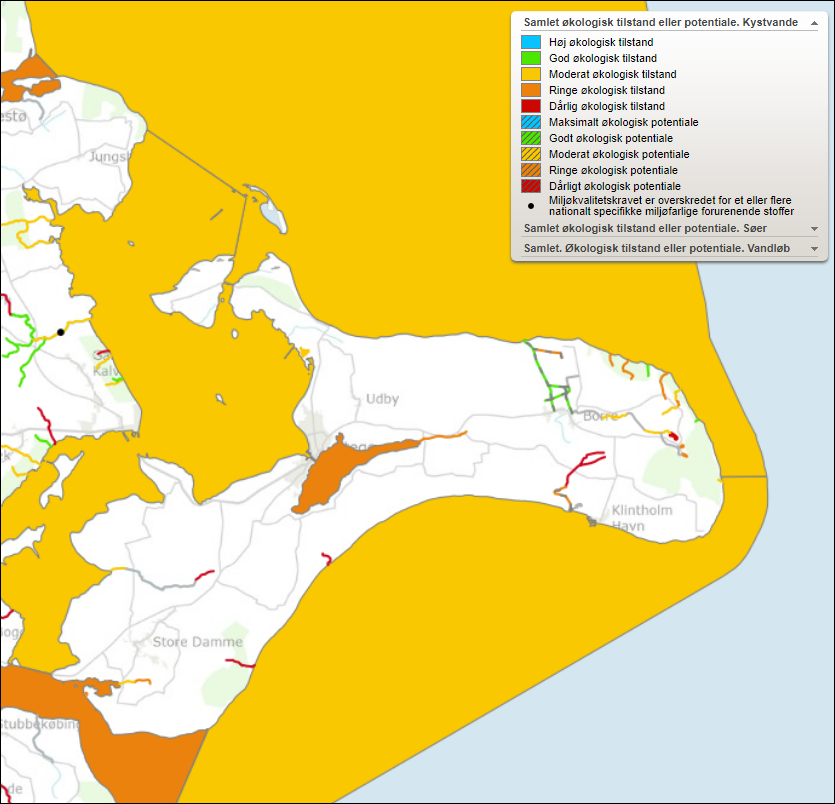 Samlet økologisk tilstand eller potentiale. Kystvande
Høj økologisk tilstand
God økologisk tilstand
Moderat økologisk tilstand
Ringe økologisk tilstand
Dårlig økologisk tilstand
Maksimalt økologisk potentiale
Godt økologisk potentiale
Moderat økologisk potentiale
Ringe økologisk potentiale
Dårligt økologisk potentiale
Miljøkvalitetskravet er overskredet for et eller flere
nationalt specifikke miljøfarlige forurenende stoffer
Samlet økologisk tilstand eller potentiale. Søer
Samlet. Økologisk tilstand eller potentiale. Vandløb
Udby
Borre
Klintholm
Havn
Store Damme
Stubbekøbing